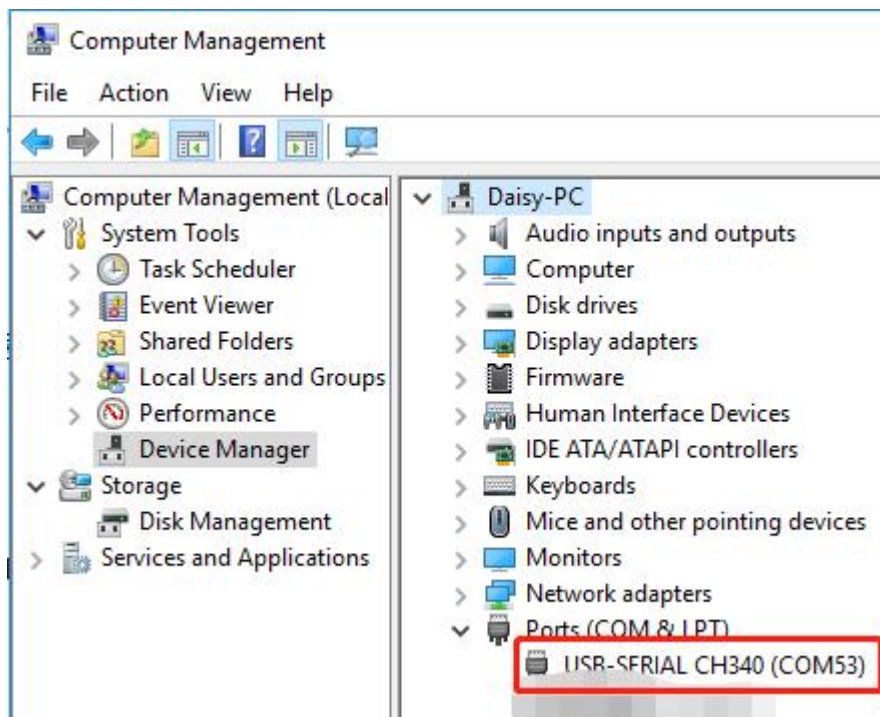 Computer Management
File Action View Help
Computer Management (Local
System Tools
Task Scheduler
Event Viewer
Shared Folders
Local Users and Groups
Performance
Device Manager
Storage
Disk Management
Services and Applications
Daisy-PC
Audio inputs and outputs
Computer
Disk drives
Display adapters
Firmware
Human Interface Devices
IDE ATA/ATAPI controllers
Keyboards
Mice and other pointing devices
Monitors
Network adapters
Ports (COM & LPT)
USB-SERIAL CH340 (COM53)